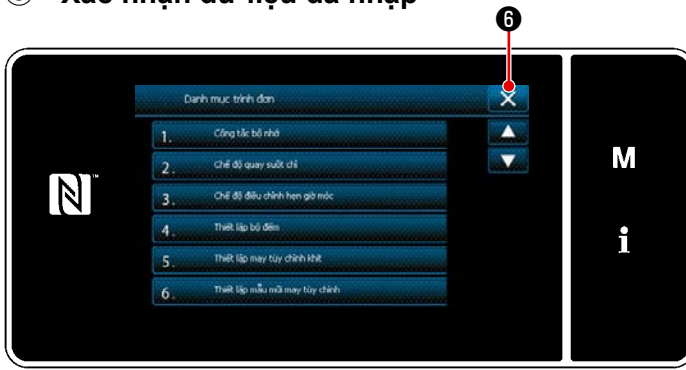 Xác nhận dữ liệu đã nhập
❻
Danh mục trình đơn
1. Công tắc bộ nhớ
2. Chế độ quay suốt chỉ
3. Chế độ điều chỉnh hẹn giờ móc
4. Thiết lập bộ đếm
5. Thiết lập may tùy chỉnh khít
6. Thiết lập mẫu mũi may tùy chỉnh
M
i